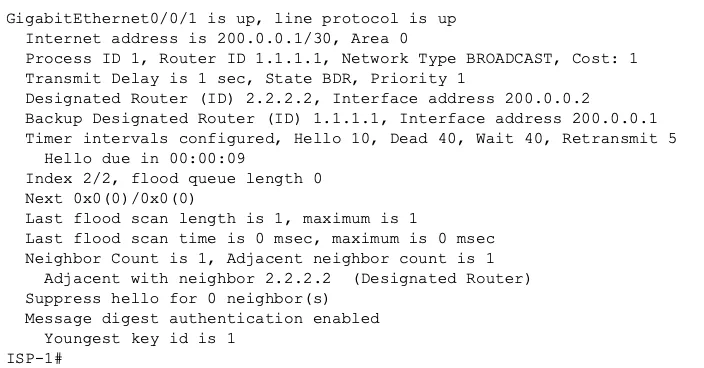 GigabitEthernet0/0/1 is up, line protocol is up
Internet address is 200.0.0.1/30, Area 0
Process ID 1, Router ID 1.1.1.1, Network Type BROADCAST, Cost: 1
Transmit Delay is 1 sec, State BDR, Priority 1
Designated Router (ID) 2.2.2.2, Interface address 200.0.0.2
Backup Designated Router (ID) 1.1.1.1, Interface address 200.0.0.1
Timer intervals configured, Hello 10, Dead 40, Wait 40, Retransmit 5
Hello due in 00:00:09
Index 2/2, flood queue length 0
Next 0x0(0)/0x0(0)
Last flood scan length is 1, maximum is 1
Last flood scan time is 0 msec, maximum is 0 msec
Neighbor Count is 1, Adjacent neighbor count is 1
Adjacent with neighbor 2.2.2.2  (Designated Router)
Suppress hello for 0 neighbor(s)
Message digest authentication enabled
Youngest key id is 1
ISP-1#